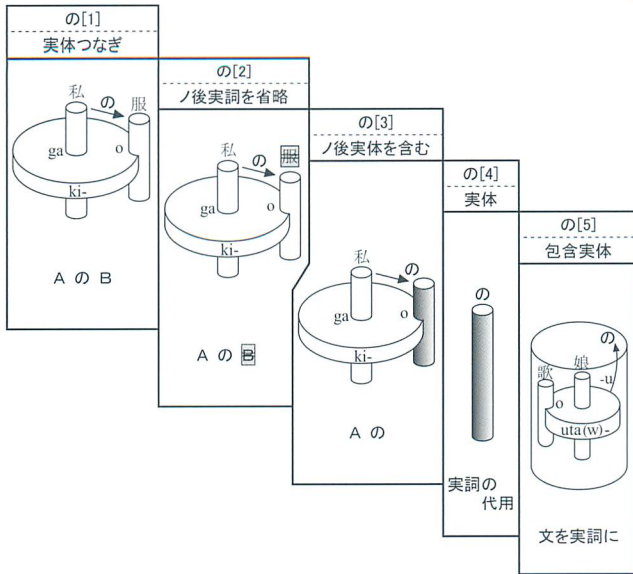 の[1]
実体つなぎ
私
の
服
ga
o
ki-
A の B
の[2]
ノ後実詞を省略
私
の
服
ga
o
ki-
A の B
の[3]
ノ後実体を含む
私
の
ga
o
ki-
A の
の[4]
実体
の
実詞の
代用
の[5]
包含実体
の
娘
歌
-u
o
uta(w)-
文を実詞に